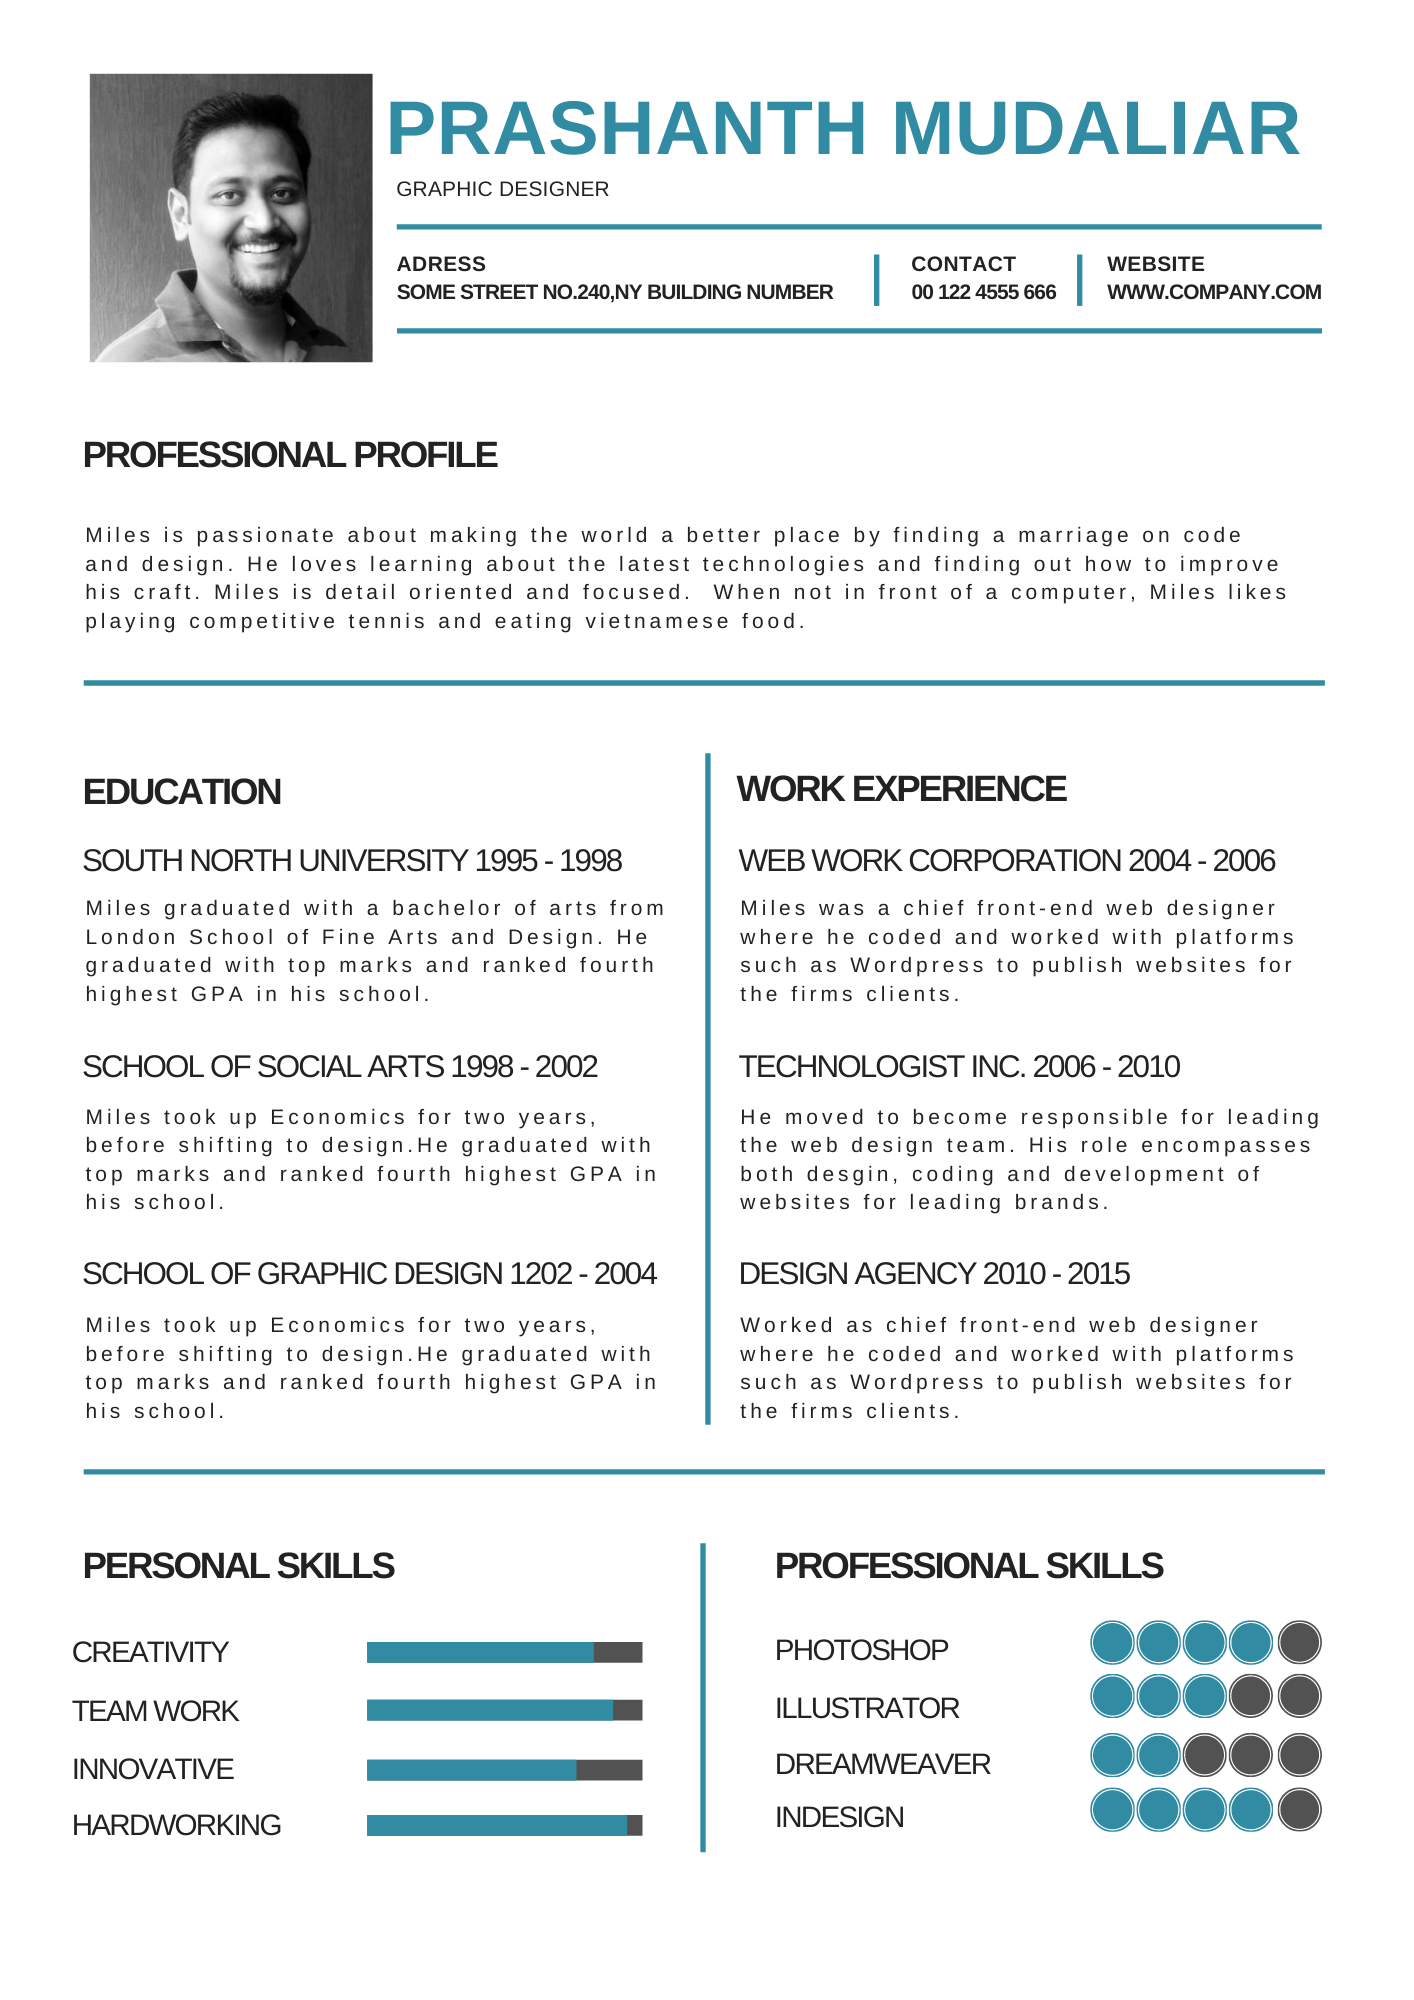 PRASHANTH MUDALIAR
GRAPHIC DESIGNER
ADRESS
SOME STREET NO.240,NY BUILDING NUMBER
CONTACT
00 122 4555 666
WEBSITE
WWW.COMPANY.COM
PROFESSIONAL PROFILE
Miles is passionate about making the world a better place by finding a marriage on code
and design. He loves learning about the latest technologies and finding out how to improve
his craft. Miles is detail oriented and focused.  When not in front of a computer, Miles likes
playing competitive tennis and eating vietnamese food.
EDUCATION
SOUTH NORTH UNIVERSITY 1995 - 1998
Miles graduated with a bachelor of arts from
London School of Fine Arts and Design. He
graduated with top marks and ranked fourth
highest GPA in his school.
SCHOOL OF SOCIAL ARTS 1998 - 2002
Miles took up Economics for two years,
before shifting to design.He graduated with
top marks and ranked fourth highest GPA in
his school.
SCHOOL OF GRAPHIC DESIGN 1202 - 2004
Miles took up Economics for two years,
before shifting to design.He graduated with
top marks and ranked fourth highest GPA in
his school.
WORK EXPERIENCE
WEB WORK CORPORATION 2004 - 2006
Miles was a chief front-end web designer
where he coded and worked with platforms
such as Wordpress to publish websites for
the firms clients.
TECHNOLOGIST INC. 2006 - 2010
He moved to become responsible for leading
the web design team. His role encompasses
both desgin, coding and development of
websites for leading brands.
DESIGN AGENCY 2010 - 2015
Worked as chief front-end web designer
where he coded and worked with platforms
such as Wordpress to publish websites for
the firms clients.
PERSONAL SKILLS
CREATIVITY
TEAM WORK
INNOVATIVE
HARDWORKING
PROFESSIONAL SKILLS
PHOTOSHOP
ILLUSTRATOR
DREAMWEAVER
INDESIGN